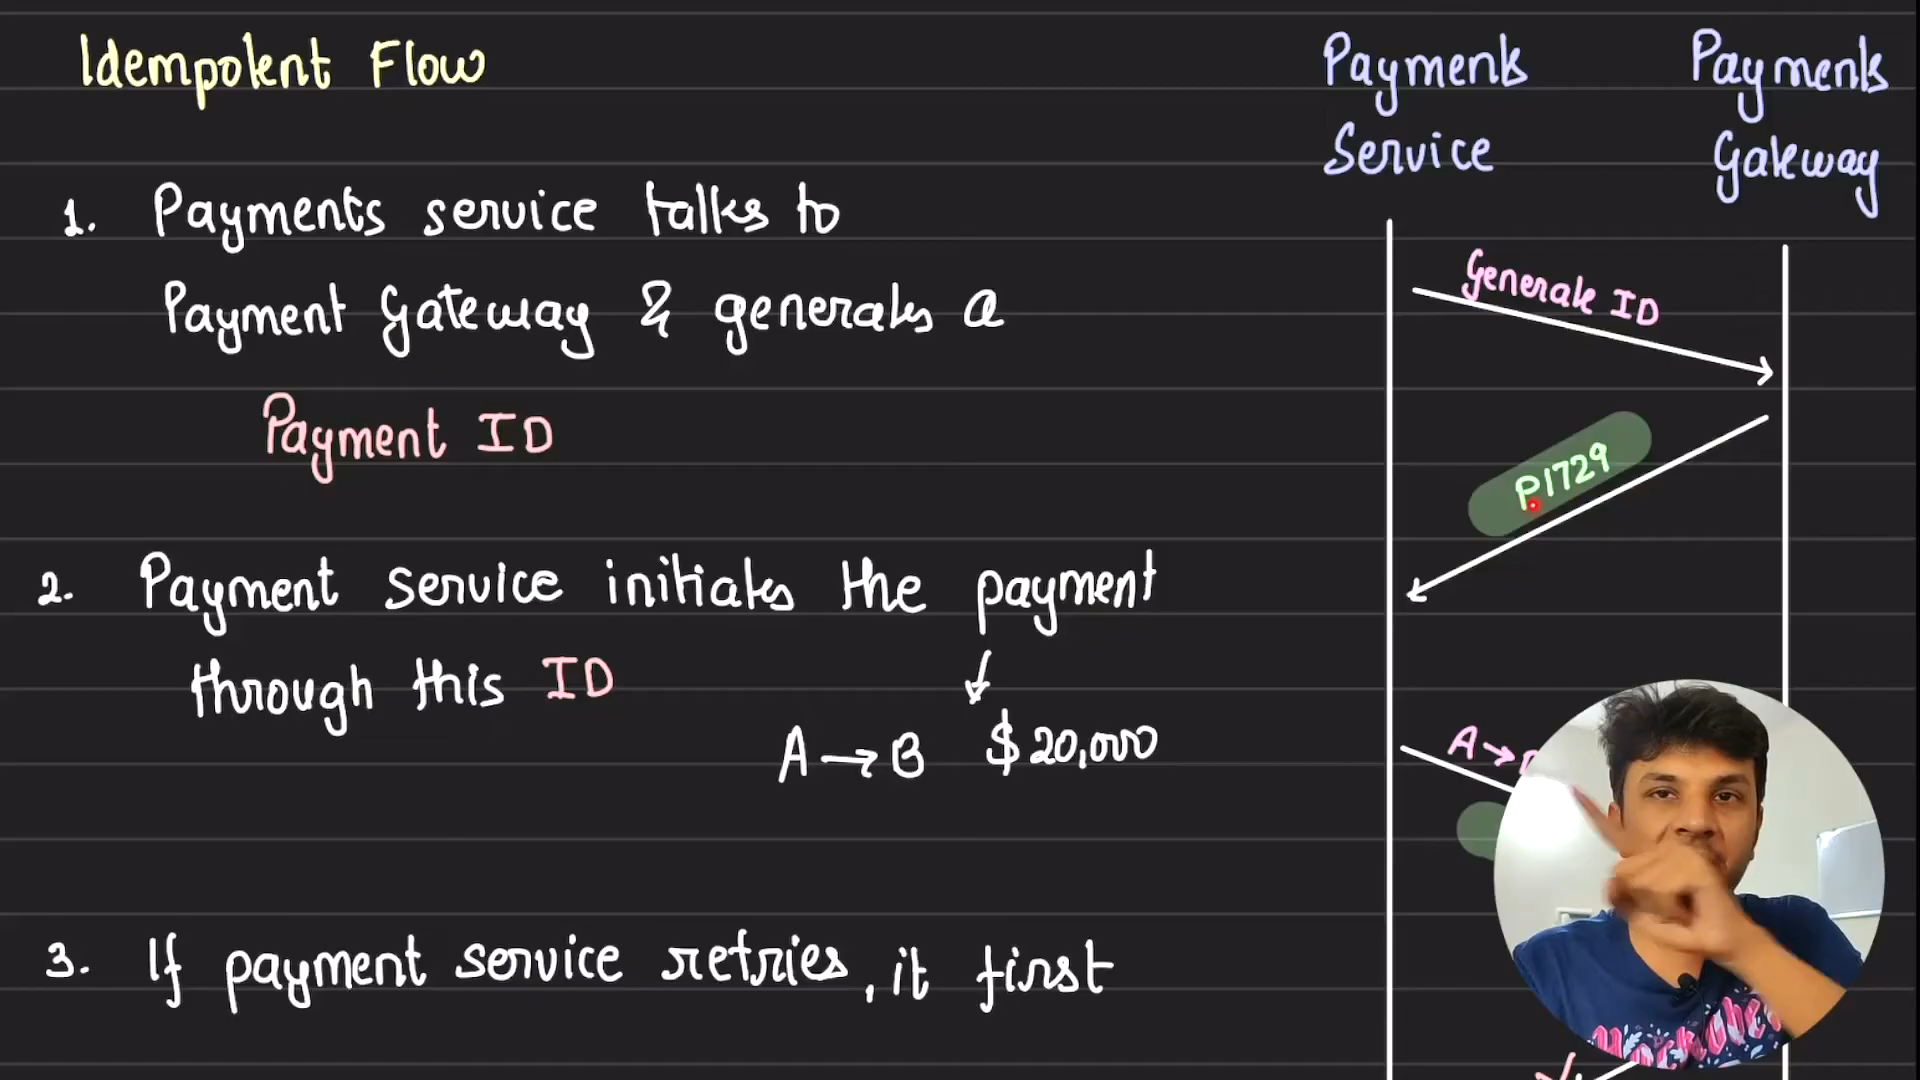 Idempotent Flow
Payments
Service
Payments
Gateway
1. Payments service talks to
Payment Gateway & generates a
Payment ID
Generate ID
P1729
2. Payment service initiates the payment
through this ID
A → B $20,000
A →
3. If payment service retries, it first